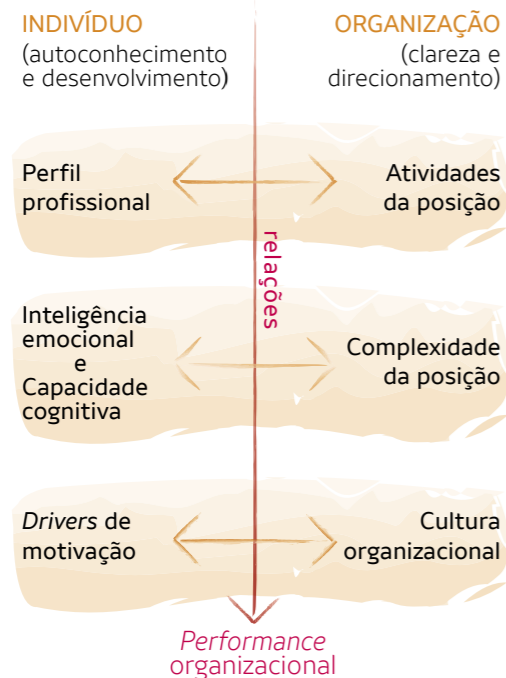 INDIVÍDUO
(autoconhecimento
e desenvolvimento)
ORGANIZAÇÃO
(clareza e
direcionamento)
Perfil
profissional
Atividades
da posição
relações
Inteligência
emocional
e
Capacidade
cognitiva
Complexidade
da posição
Drivers de
motivação
Cultura
organizacional
Performance
organizacional